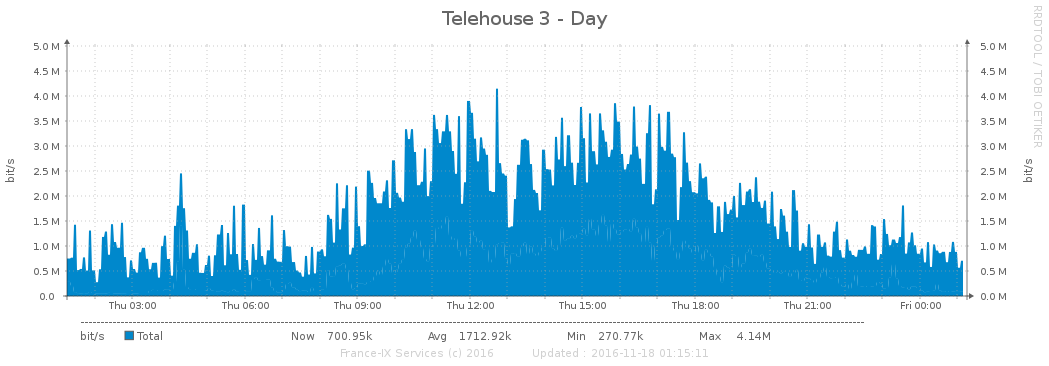 Telehouse 3 - Day
RRDTOOL / TOBI OETIKER
bit/s
5.0 M 5.0 M
4.5 M 4.5 M
4.0 M 4.0 M
3.5 M 3.5 M
3.0 M 3.0 M
2.5 M 2.5 M
2.0 M 2.0 M
1.5 M 1.5 M
1.0 M 1.0 M
0.5 M 0.5 M
0.0 0.0 M
bit/s
Thu 03:00 Thu 06:00 Thu 09:00 Thu 12:00 Thu 15:00 Thu 18:00 Thu 21:00 Fri 00:00
bit/s Total Now 700.95k Avg 1712.92k Min 270.77k Max 4.14M
France-IX Services (c) 2016 Updated : 2016-11-18 01:15:11